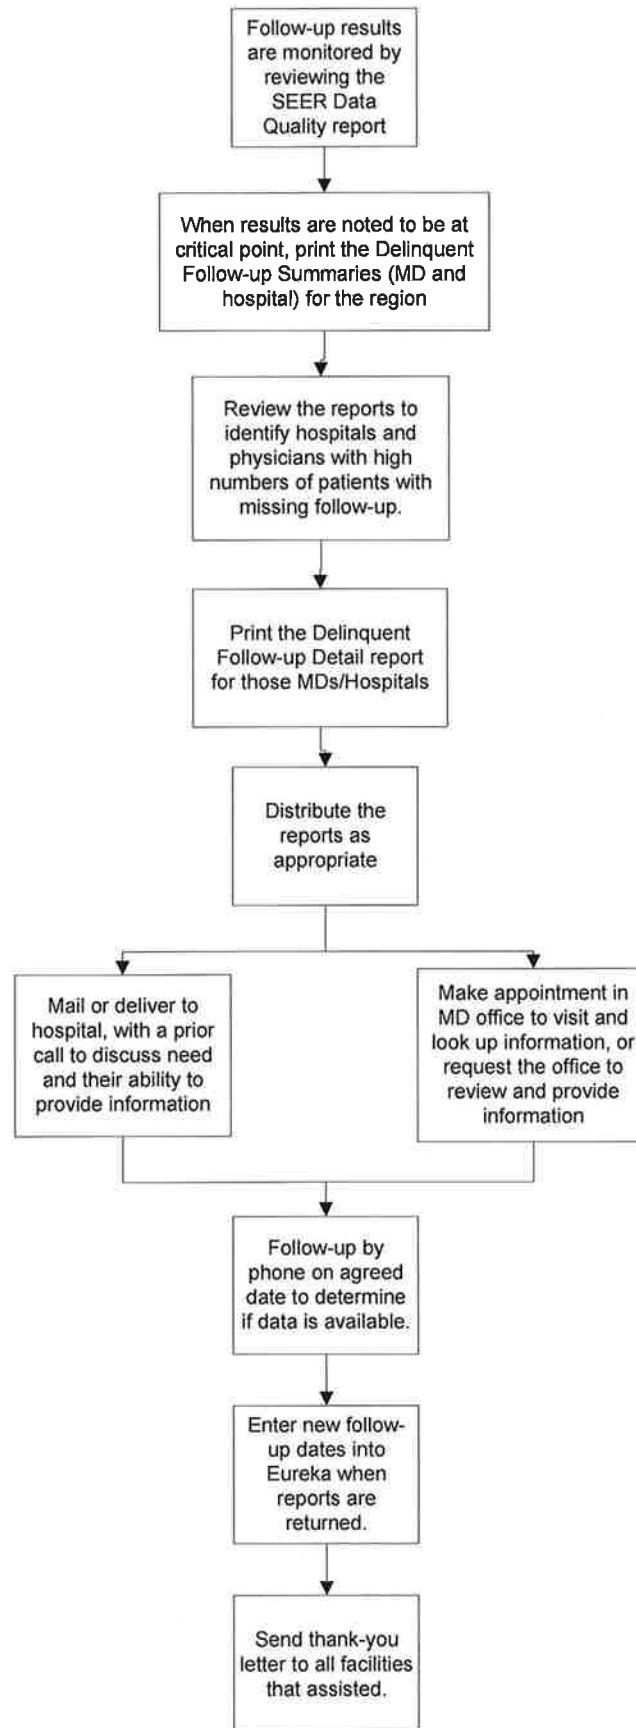 Follow-up results
are monitored by
reviewing the
SEER Data
Quality report
When results are noted to be at
critical point, print the Delinquent
Follow-up Summaries (MD and
hospital) for the region
Review the reports to
identify hospitals and
physicians with high
numbers of patients with
missing follow-up.
Print the Delinquent
Follow-up Detail report
for those MDs/Hospitals
Distribute the
reports as
appropriate
Mail or deliver to
hospital, with a prior
call to discuss need
and their ability to
provide information
Make appointment in
MD office to visit and
look up information, or
request the office to
review and provide
information
Follow-up by
phone on agreed
date to determine
if data is available.
Enter new follow-
up dates into
Eureka when
reports are
returned.
Send thank-you
letter to all facilities
that assisted.